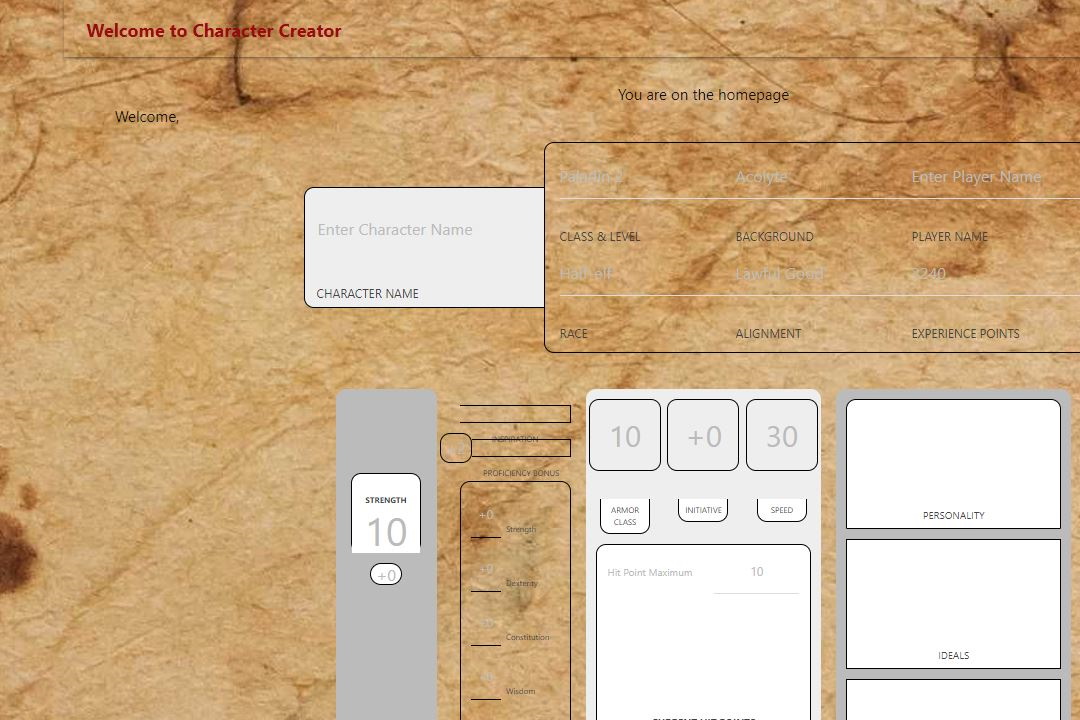 Welcome to Character Creator
You are on the homepage
Welcome,
Paladin 2
Acolyte
Enter Player Name
Enter Character Name
CLASS & LEVEL
BACKGROUND
PLAYER NAME
Half-elf
Lawful Good
3240
CHARACTER NAME
RACE
ALIGNMENT
EXPERIENCE POINTS
STRENGTH
10
+0
INSPIRATION
PROFICIENCY BONUS
+0
Strength
+0
Dexterity
+0
Constitution
+0
Wisdom
10
+0
30
ARMOR
CLASS
INITIATIVE
SPEED
Hit Point Maximum
10
PERSONALITY
IDEALS